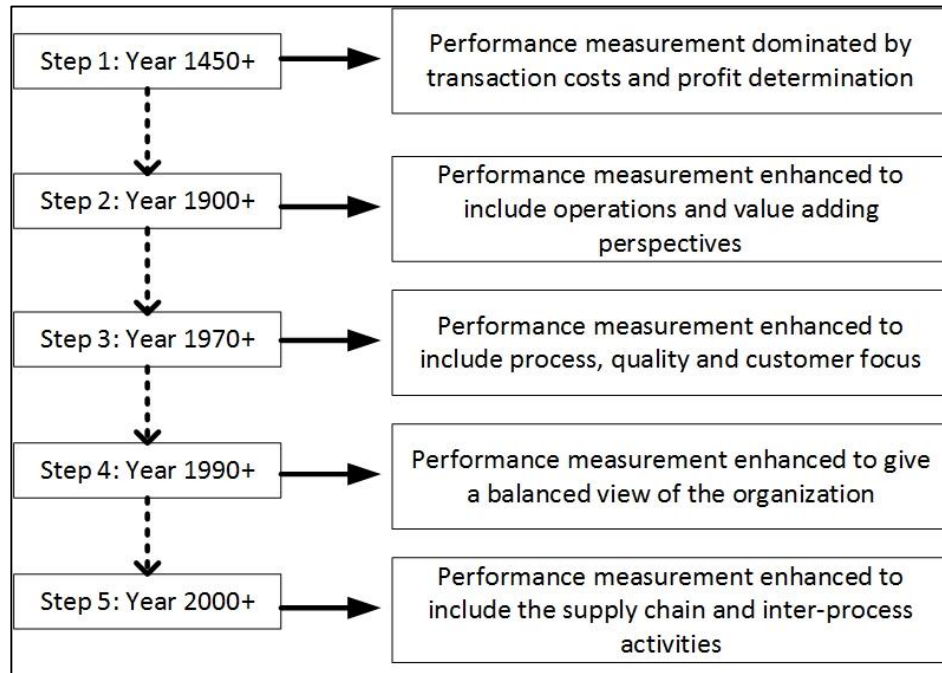 Step 1: Year 1450+
Performance measurement dominated by
transaction costs and profit determination
Step 2: Year 1900+
Performance measurement enhanced to
include operations and value adding
perspectives
Step 3: Year 1970+
Performance measurement enhanced to
include process, quality and customer focus
Step 4: Year 1990+
Performance measurement enhanced to give
a balanced view of the organization
Step 5: Year 2000+
Performance measurement enhanced to
include the supply chain and inter-process
activities